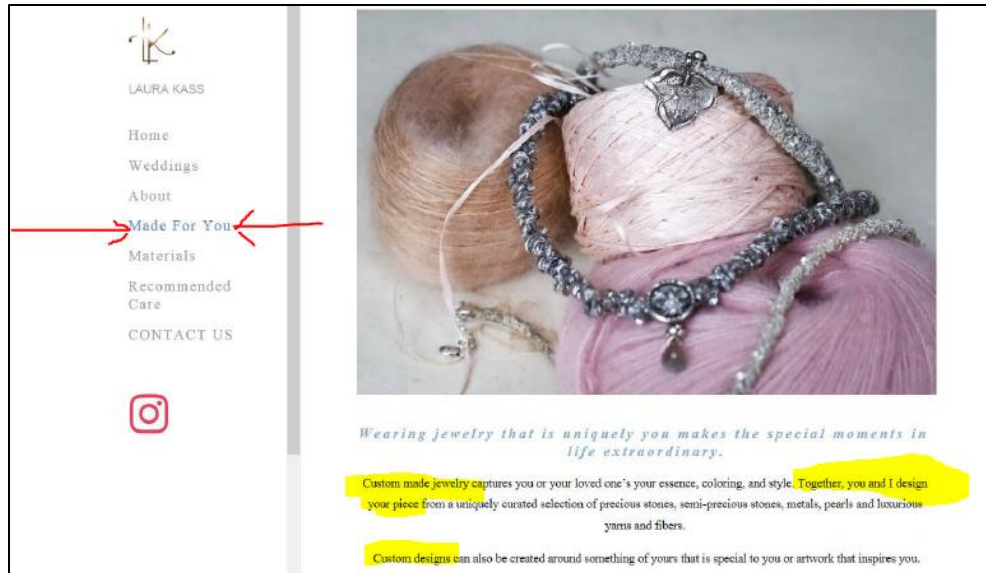 LK
LAURA KASS
Home
Weddings
About
Made For You
Materials
Recommended
Care
CONTACT US
Wearing jewelry that is uniquely you makes the special moments in
life extraordinary.
Custom made jewelry captures you or your loved one's your essence, coloring, and style. Together, you and I design
your piece from a uniquely curated selection of precious stones, semi-precious stones, metals, pearls and luxurious
yarns and fibers.
Custom designs can also be created around something of yours that is special to you or artwork that inspires you.